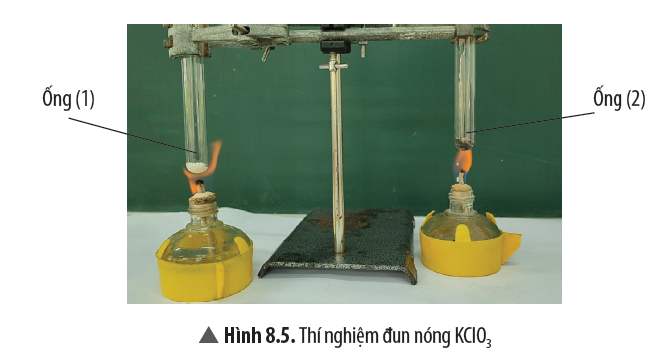 Ống (1)
Ống (2)
▲ Hình 8.5. Thí nghiệm đun nóng KClO₃